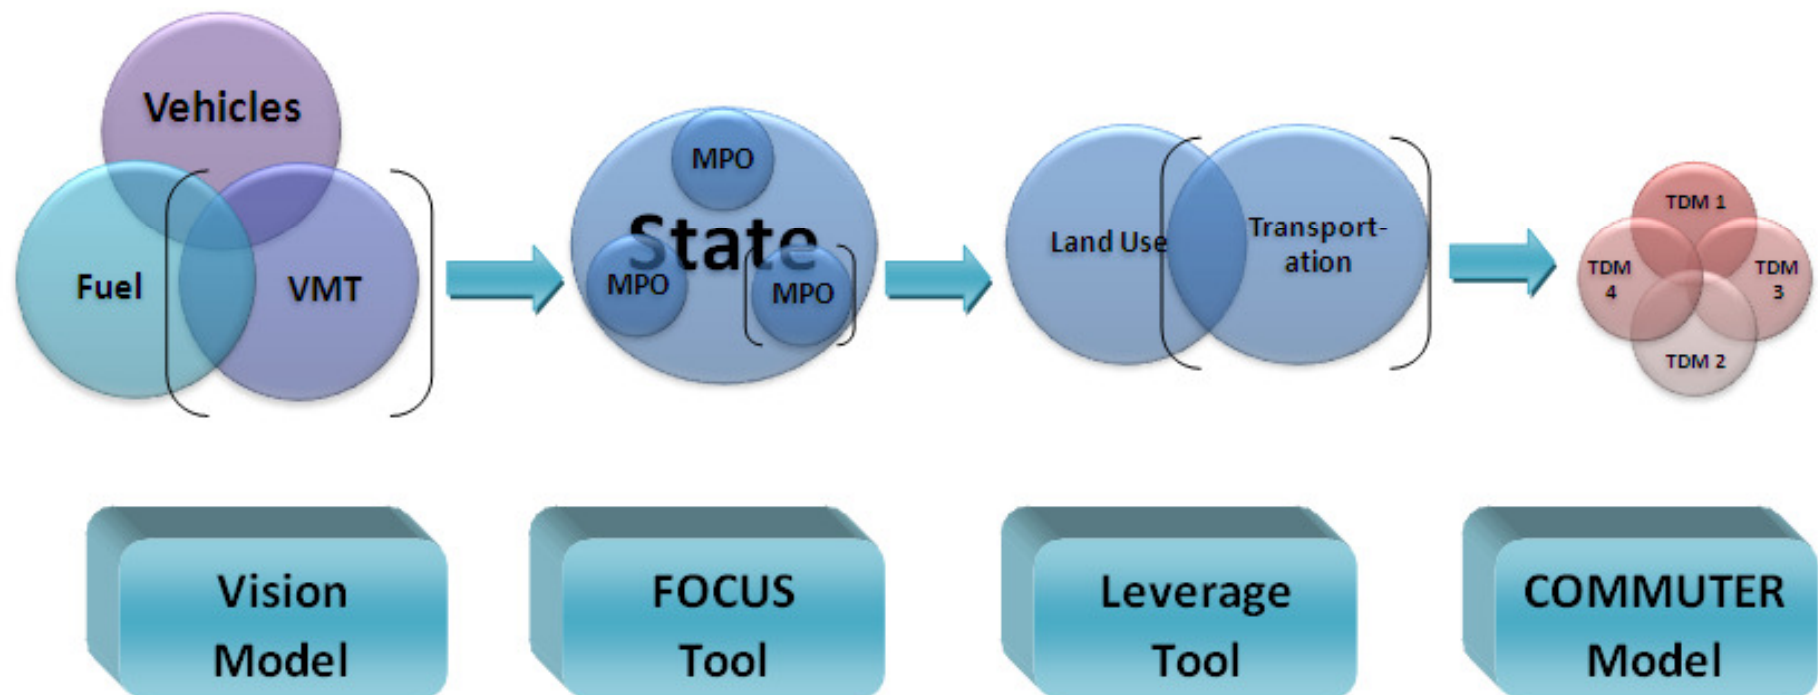 Vehicles
Fuel
VMT
MPO
State
MPO
MPO
Land Use
Transport-
ation
TDM 1
TDM
4
TDM
3
TDM 2
Vision
Model
FOCUS
Tool
Leverage
Tool
COMMUTER
Model